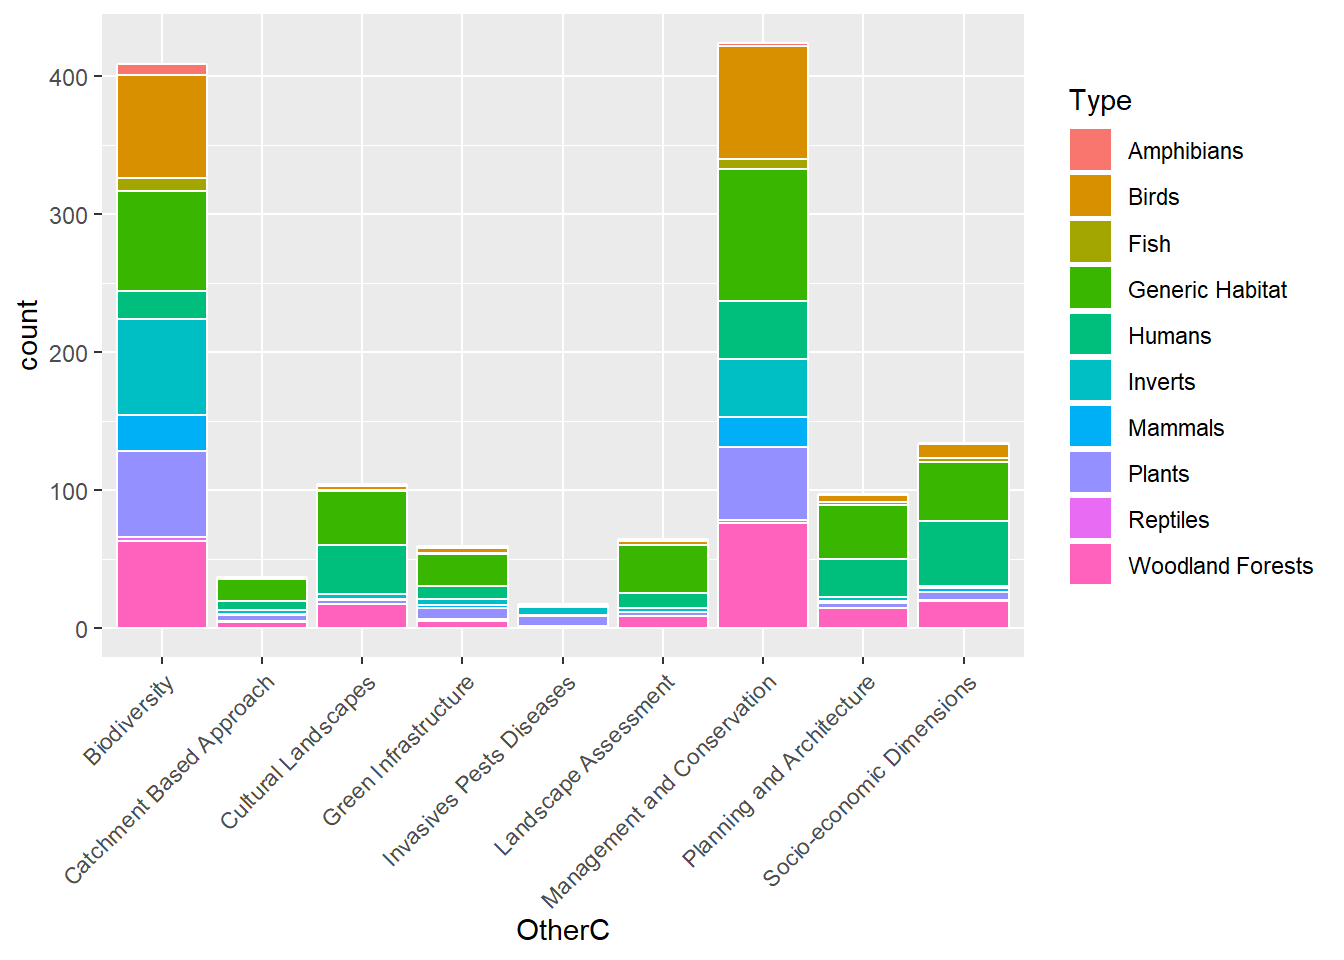 count
400
300
200
100
0
Biodiversity
Catchment Based Approach
Cultural Landscapes
Green Infrastructure
Invasives Pests Diseases
Landscape Assessment
Management and Conservation
Planning and Architecture
Socio-economic Dimensions
OtherC
Type
Amphibians
Birds
Fish
Generic Habitat
Humans
Inverts
Mammals
Plants
Reptiles
Woodland Forests